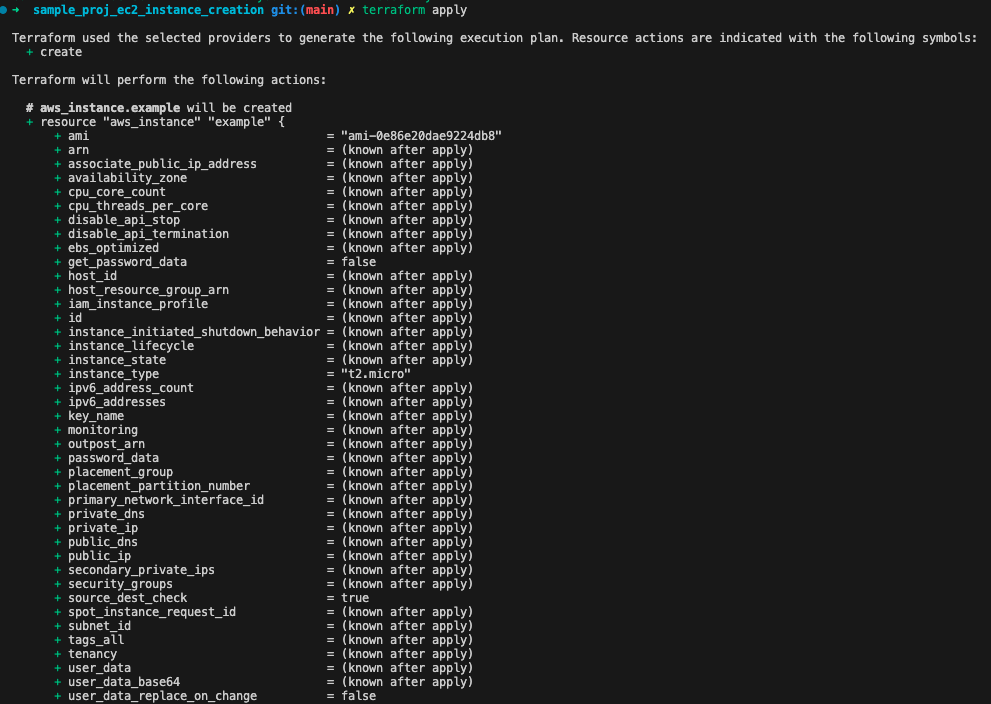 ➜ sample_proj_ec2_instance_creation git:(main) ✗ terraform apply
Terraform used the selected providers to generate the following execution plan. Resource actions are indicated with the following symbols:
+ create
Terraform will perform the following actions:
# aws_instance.example will be created
+ resource "aws_instance" "example" {
+ ami = "ami-0e86e20dae9224db8"
+ arn = (known after apply)
+ associate_public_ip_address = (known after apply)
+ availability_zone = (known after apply)
+ cpu_core_count = (known after apply)
+ cpu_threads_per_core = (known after apply)
+ disable_api_stop = (known after apply)
+ disable_api_termination = (known after apply)
+ ebs_optimized = (known after apply)
+ get_password_data = false
+ host_id = (known after apply)
+ host_resource_group_arn = (known after apply)
+ iam_instance_profile = (known after apply)
+ id = (known after apply)
+ instance_initiated_shutdown_behavior = (known after apply)
+ instance_lifecycle = (known after apply)
+ instance_state = (known after apply)
+ instance_type = "t2.micro"
+ ipv6_address_count = (known after apply)
+ ipv6_addresses = (known after apply)
+ key_name = (known after apply)
+ monitoring = (known after apply)
+ outpost_arn = (known after apply)
+ password_data = (known after apply)
+ placement_group = (known after apply)
+ placement_partition_number = (known after apply)
+ primary_network_interface_id = (known after apply)
+ private_dns = (known after apply)
+ private_ip = (known after apply)
+ public_dns = (known after apply)
+ public_ip = (known after apply)
+ secondary_private_ips = (known after apply)
+ security_groups = (known after apply)
+ source_dest_check = true
+ spot_instance_request_id = (known after apply)
+ subnet_id = (known after apply)
+ tags_all = (known after apply)
+ tenancy = (known after apply)
+ user_data = (known after apply)
+ user_data_base64 = (known after apply)
+ user_data_replace_on_change = false